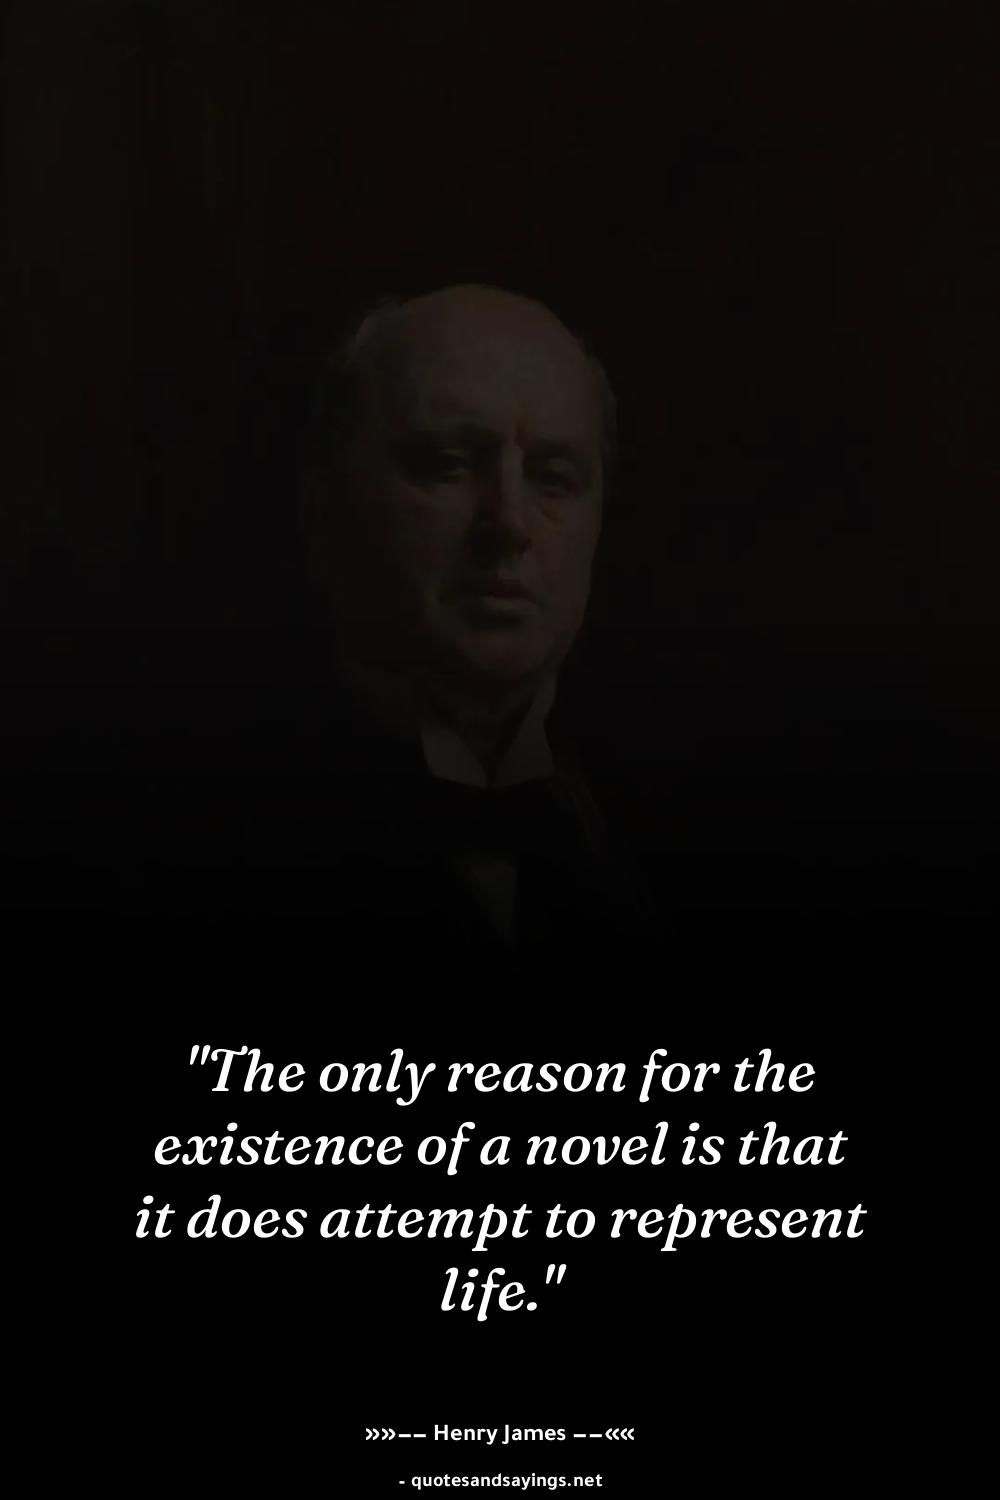 "The only reason for the
existence of a novel is that
it does attempt to represent
life."
»»−− Henry James −−««
- quotesandsayings.net